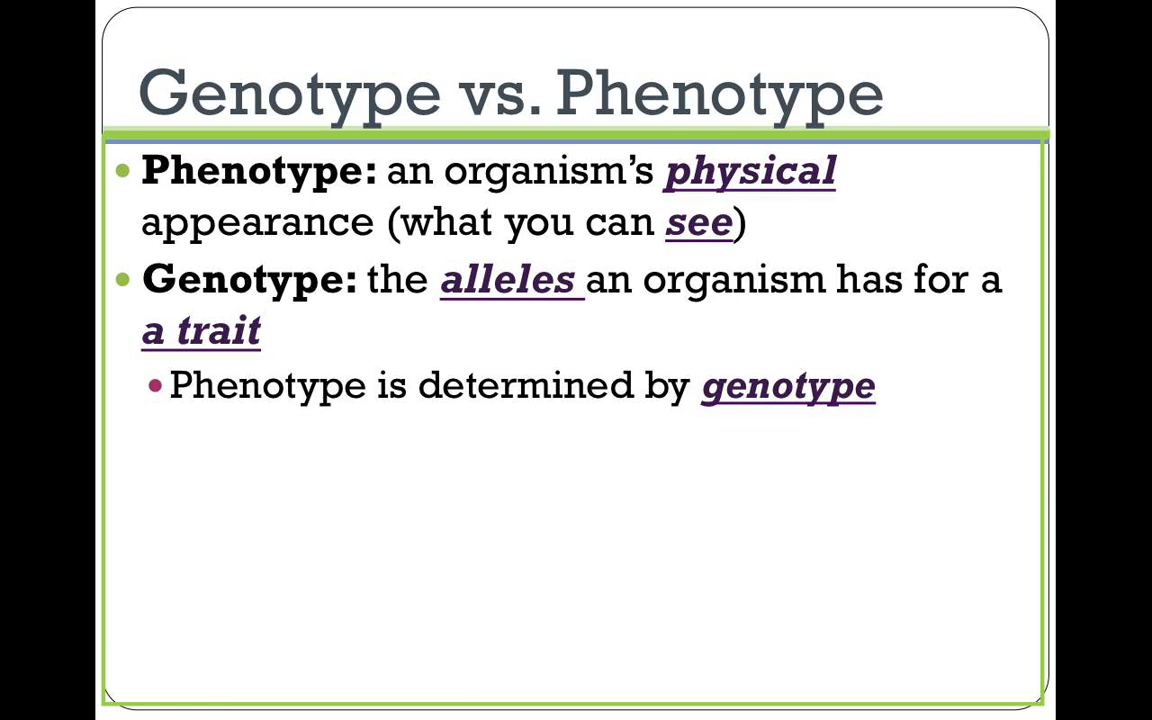 Genotype vs. Phenotype
• Phenotype: an organism’s physical
appearance (what you can see)
• Genotype: the alleles an organism has for a
a trait
• Phenotype is determined by genotype